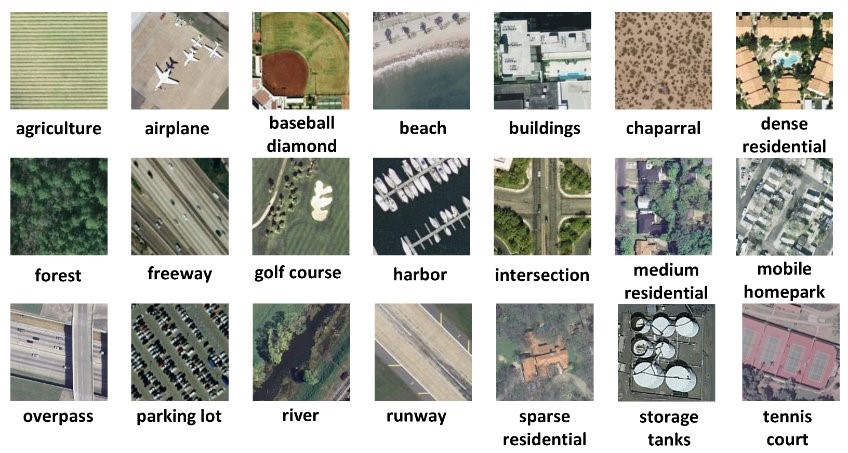 agriculture
airplane
baseball
diamond
beach
buildings
chaparral
dense
residential
forest
freeway
golf course
harbor
intersection
medium
residential
mobile
homepark
overpass
parking lot
river
runway
sparse
residential
storage
tanks
tennis
court